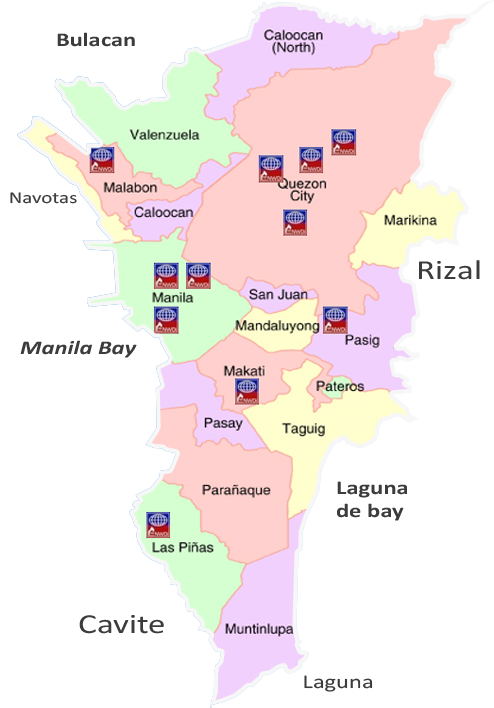 Caloocan
(North)
Bulacan
Valenzuela
Malabon
Navotas
Caloocan
Quezon
City
Marikina
Rizal
San Juan
Manila
Mandaluyong
Pasig
Manila Bay
Makati
Pateros
Pasay
Taguig
Parañaque
Laguna
de bay
Las Piñas
Cavite
Muntinlupa
Laguna